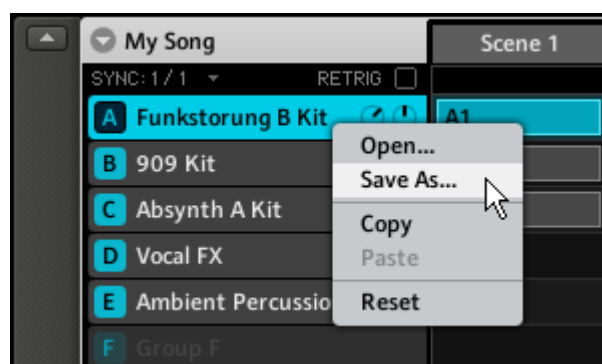 My Song Scene 1
SYNC: 1 / 1 RETRIG
A Funkstorung B Kit A1
Open...
B 909 Kit
Save As...
C Absynth A Kit
Copy
D Vocal FX
Paste
E Ambient Percussio
Reset
F Group F